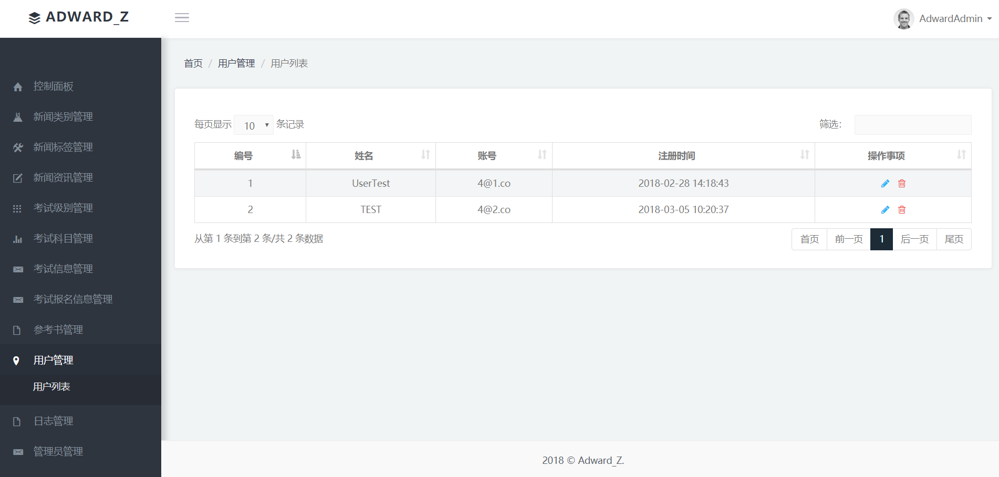 ADWARD_Z
AdwardAdmin
首页 / 用户管理 / 用户列表
控制面板
新闻类别管理
新闻标签管理
新闻资讯管理
考试级别管理
考试科目管理
考试信息管理
考试报名信息管理
参考书管理
用户管理
用户列表
日志管理
管理员管理
每页显示 10 条记录
筛选:
编号 姓名 账号 注册时间 操作事项
1 UserTest 4@1.co 2018-02-28 14:18:43
2 TEST 4@2.co 2018-03-05 10:20:37
从第 1 条到第 2 条/共 2 条数据
首页 前一页 1 后一页 尾页
2018 © Adward_Z.